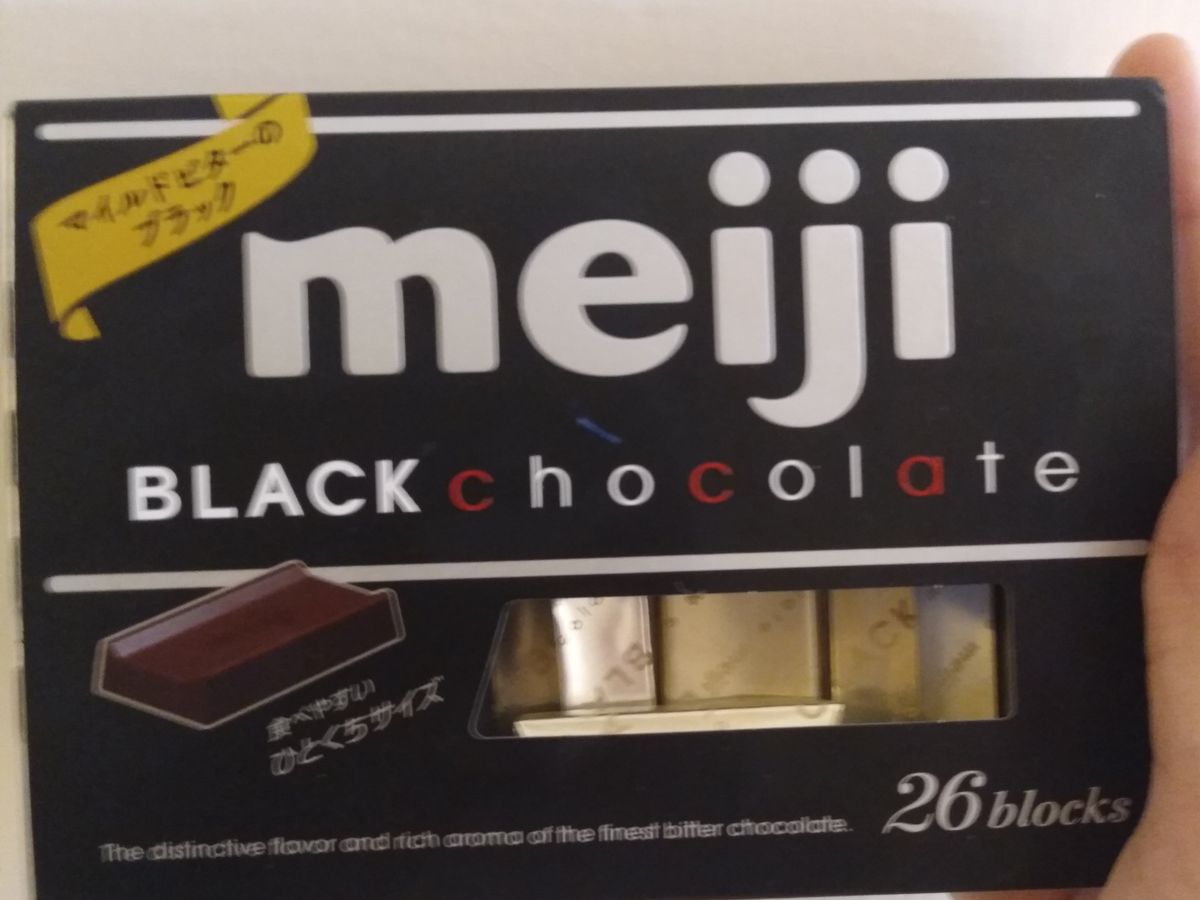 マイルドビターの
ブラック
meiji
BLACK chocolate
食べやすい
ひとくちサイズ
26 blocks
The distinctive flavor and rich aroma of the finest bitter chocolate.